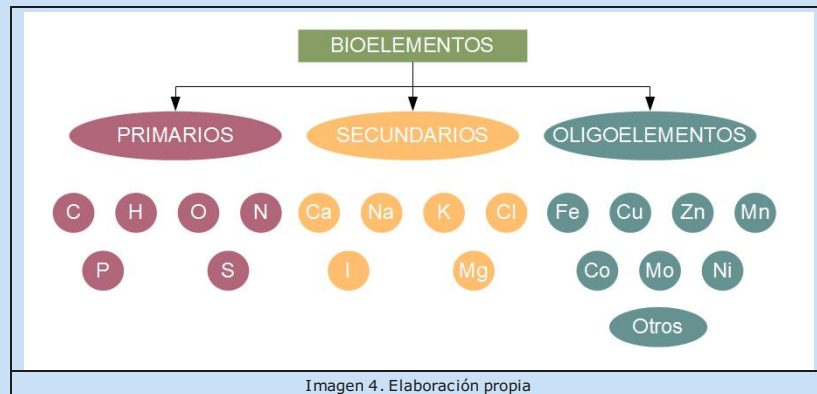 BIOELEMENTOS
PRIMARIOS SECUNDARIOS OLIGOELEMENTOS
C H O N Ca Na K Cl Fe Cu Zn Mn
P S I Mg Co Mo Ni
Otros
Imagen 4. Elaboración propia